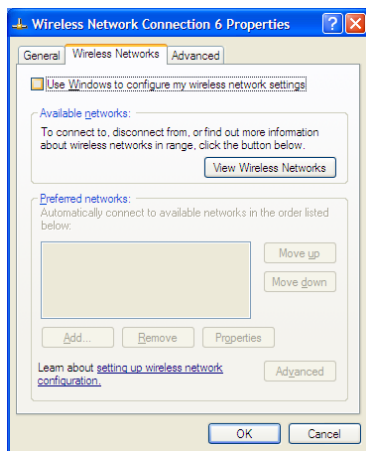 Wireless Network Connection 6 Properties
General Wireless Networks Advanced
Use Windows to configure my wireless network settings
Available networks:
To connect to, disconnect from, or find out more information
about wireless networks in range, click the button below.
View Wireless Networks
Preferred networks:
Automatically connect to available networks in the order listed
below:
Move up
Move down
Add... Remove Properties
Learn about setting up wireless network
configuration.
Advanced
OK Cancel